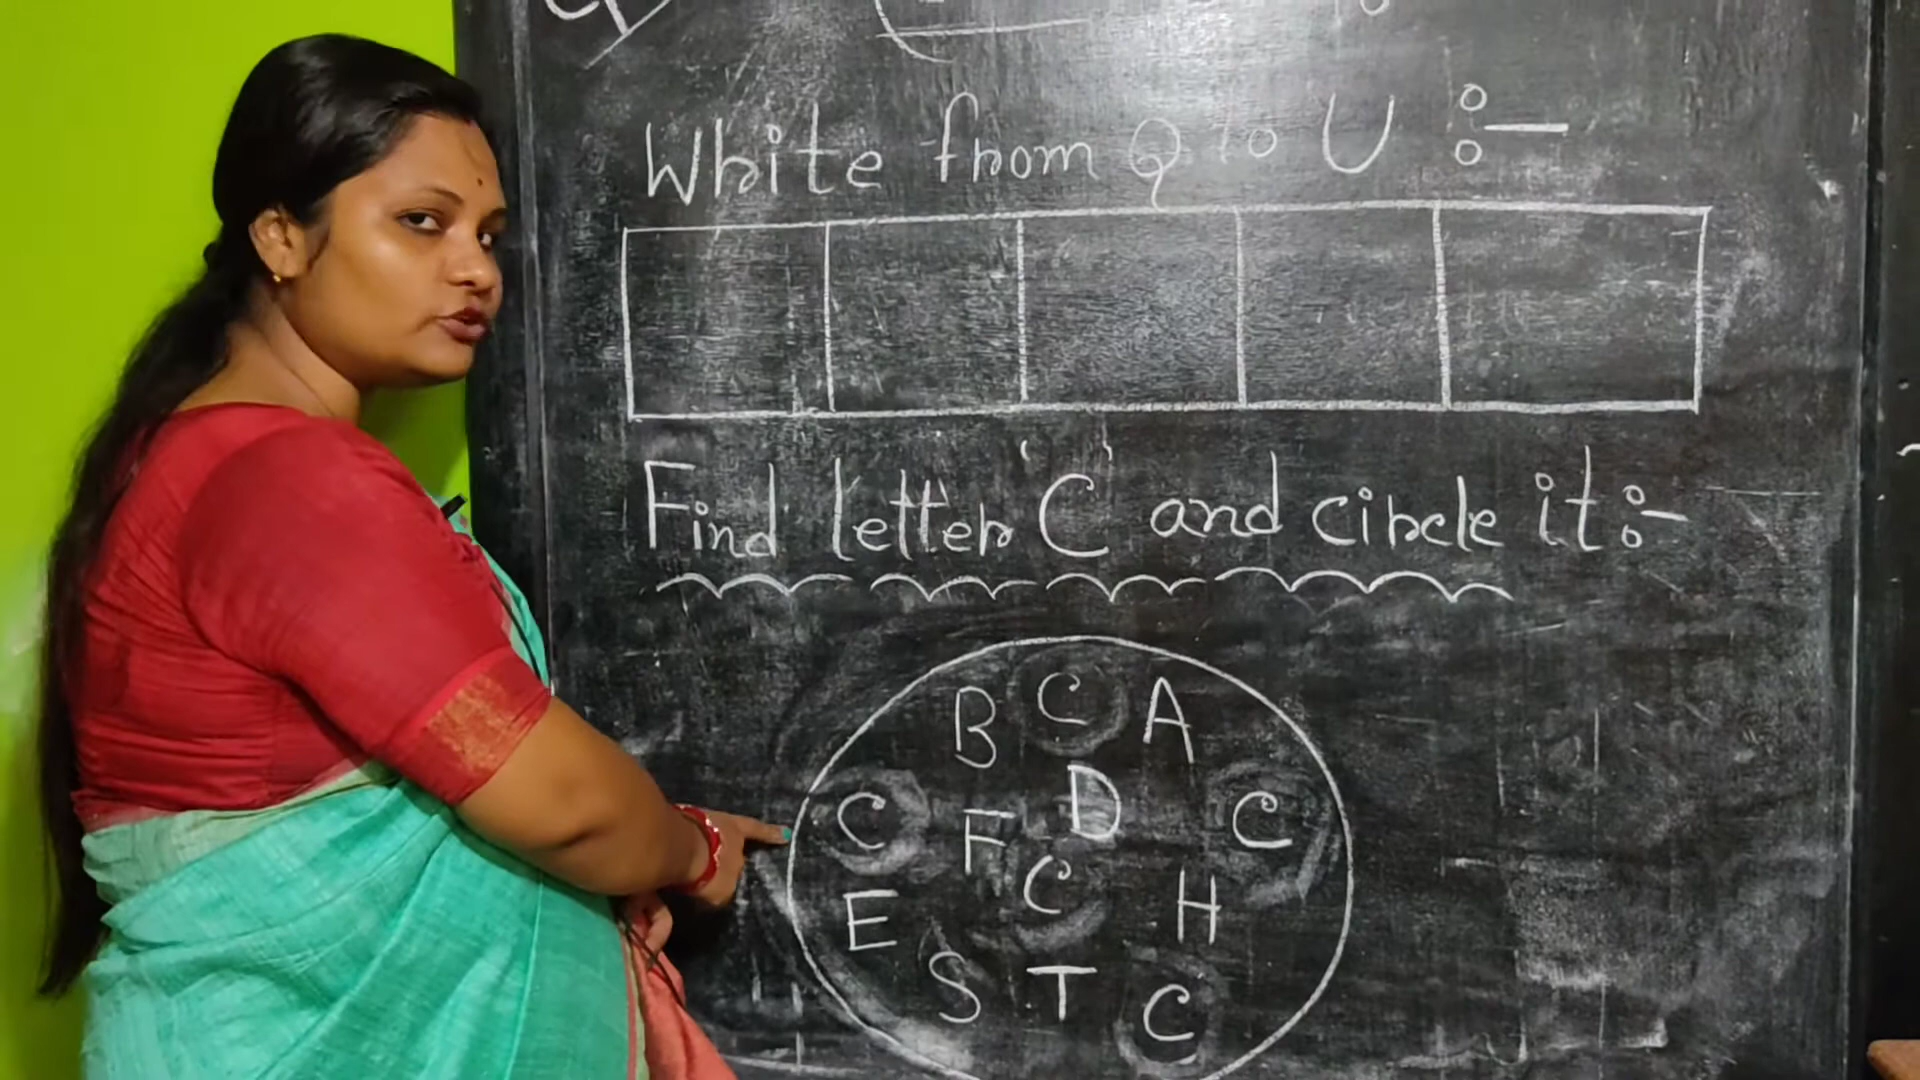 Write from Q to U :-
Find letter 'C' and circle it :-
B C A
C F D C
E C H
S T C